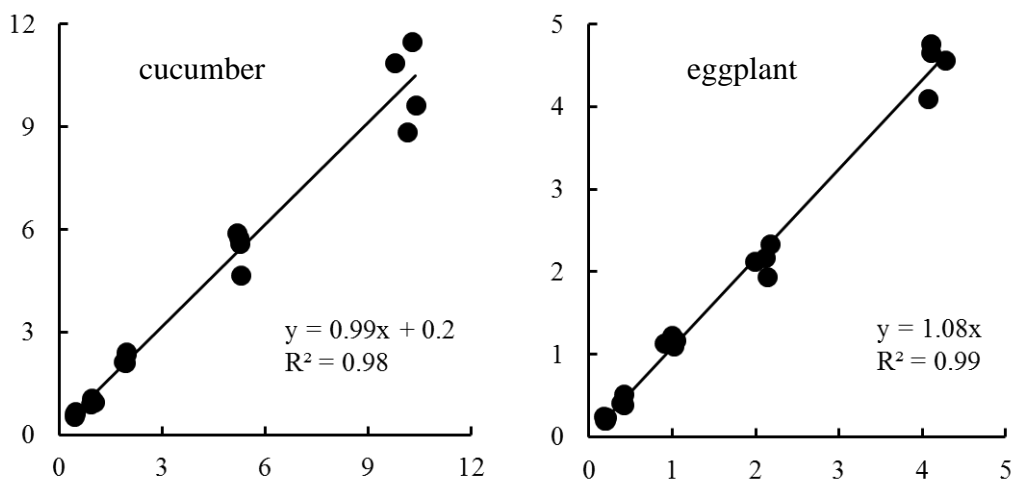 cucumber
12
9
6
3
0
0 3 6 9 12
y = 0.99x + 0.2
R² = 0.98
eggplant
5
4
3
2
1
0
0 1 2 3 4 5
y = 1.08x
R² = 0.99